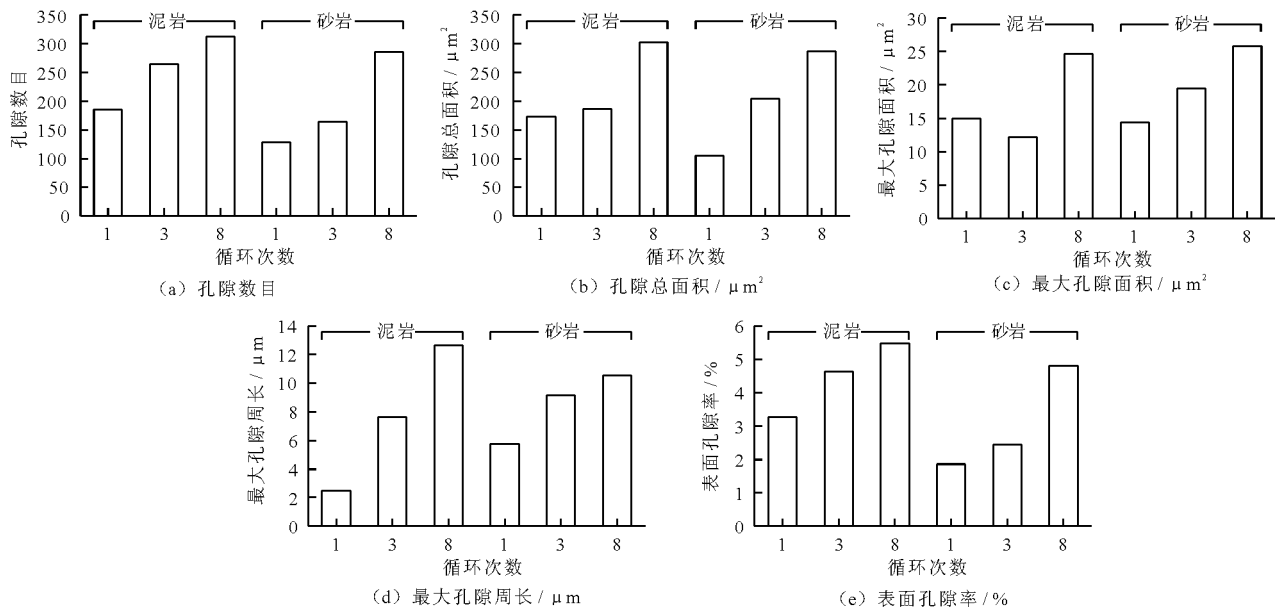 孔隙数目
350
300
250
200
150
100
50
0
泥岩 砂岩
1 3 8 1 3 8
循环次数
(a) 孔隙数目
孔隙总面积/μm²
350
300
250
200
150
100
50
0
泥岩 砂岩
1 3 8 1 3 8
循环次数
(b) 孔隙总面积/μm²
最大孔隙面积/μm²
30
25
20
15
10
5
0
泥岩 砂岩
1 3 8 1 3 8
循环次数
(c) 最大孔隙面积/μm²
最大孔隙周长/μm
14
12
10
8
6
4
2
0
泥岩 砂岩
1 3 8 1 3 8
循环次数
(d) 最大孔隙周长/μm
表面孔隙率/%
6
5
4
3
2
1
0
泥岩 砂岩
1 3 8 1 3 8
循环次数
(e) 表面孔隙率/%